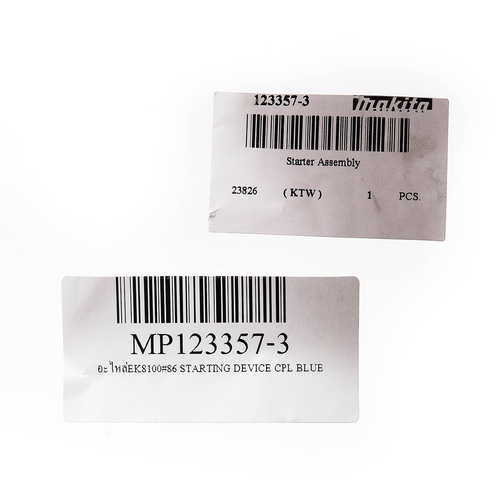 123357-3 makita
Starter Assembly
23826 (KTW) 1 PCS.
MP123357-3
อะไหล่EK8100#86 STARTING DEVICE CPL BLUE